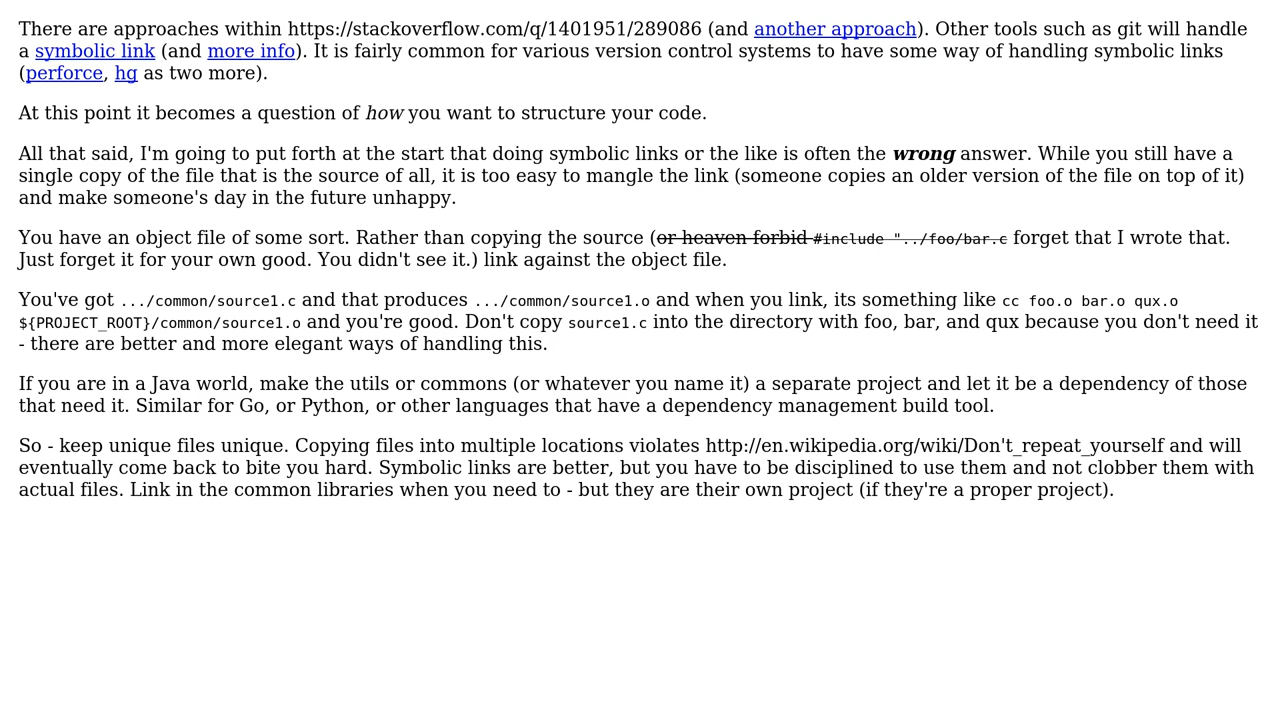 There are approaches within https://stackoverflow.com/q/1401951/289086 (and another approach). Other tools such as git will handle
a symbolic link (and more info). It is fairly common for various version control systems to have some way of handling symbolic links
(perforce, hg as two more).
At this point it becomes a question of how you want to structure your code.
All that said, I'm going to put forth at the start that doing symbolic links or the like is often the wrong answer. While you still have a
single copy of the file that is the source of all, it is too easy to mangle the link (someone copies an older version of the file on top of it)
and make someone's day in the future unhappy.
You have an object file of some sort. Rather than copying the source (or heaven forbid #include "../foo/bar.c forget that I wrote that.
Just forget it for your own good. You didn't see it.) link against the object file.
You've got .../common/source1.c and that produces .../common/source1.o and when you link, its something like cc foo.o bar.o qux.o
${PROJECT_ROOT}/common/source1.o and you're good. Don't copy source1.c into the directory with foo, bar, and qux because you don't need it
- there are better and more elegant ways of handling this.
If you are in a Java world, make the utils or commons (or whatever you name it) a separate project and let it be a dependency of those
that need it. Similar for Go, or Python, or other languages that have a dependency management build tool.
So - keep unique files unique. Copying files into multiple locations violates http://en.wikipedia.org/wiki/Don't_repeat_yourself and will
eventually come back to bite you hard. Symbolic links are better, but you have to be disciplined to use them and not clobber them with
actual files. Link in the common libraries when you need to - but they are their own project (if they're a proper project).